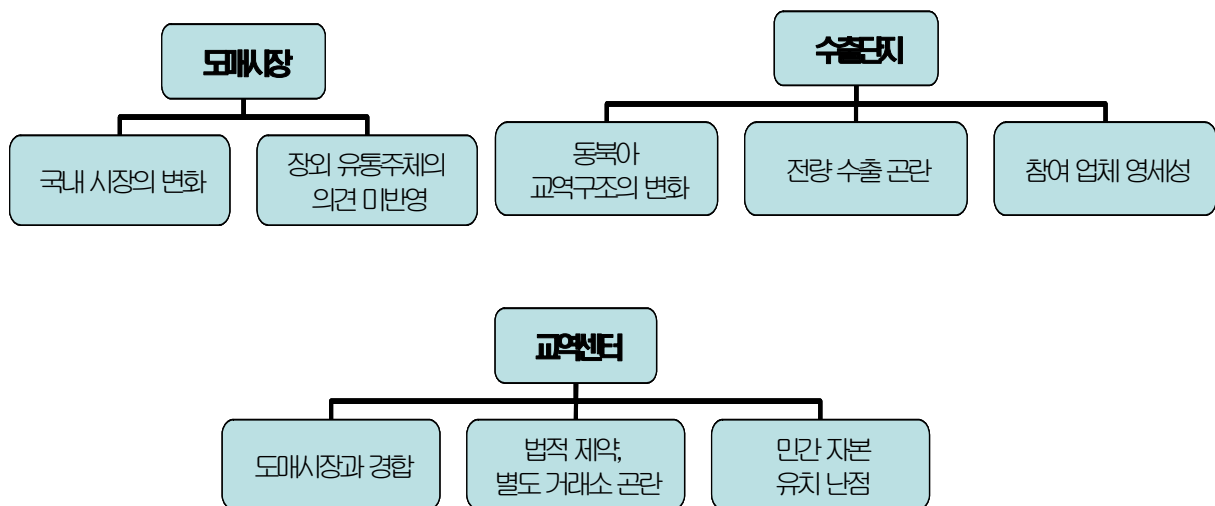 도매시장
국내 시장의 변화
장외 유통주체의
의견 미반영
수출단지
동북아
교역구조의 변화
전량 수출 곤란
참여 업체 영세성
교역센터
도매시장과 경합
법적 제약,
별도 거래소 곤란
민간 자본
유치 난점